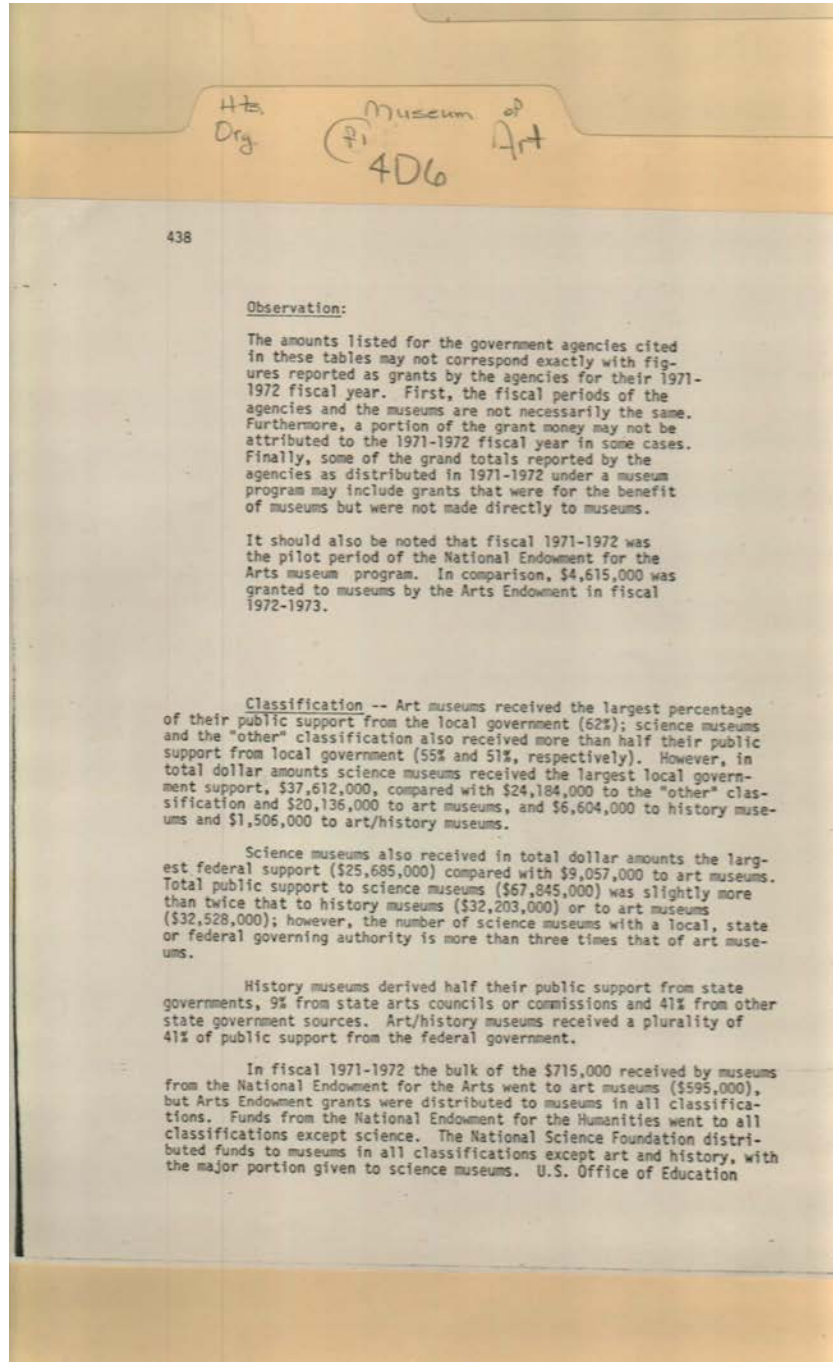 Hts. Museum of
Org. Art
4D6
438
Observation:
The amounts listed for the government agencies cited
in these tables may not correspond exactly with fig-
ures reported as grants by the agencies for their 1971-
1972 fiscal year. First, the fiscal periods of the
agencies and the museums are not necessarily the same.
Furthermore, a portion of the grant money may not be
attributed to the 1971-1972 fiscal year in some cases.
Finally, some of the grand totals reported by the
agencies as distributed in 1971-1972 under a museum
program may include grants that were for the benefit
of museums but were not made directly to museums.
It should also be noted that fiscal 1971-1972 was
the pilot period of the National Endowment for the
Arts museum program. In comparison, $4,615,000 was
granted to museums by the Arts Endowment in fiscal
1972-1973.
Classification -- Art museums received the largest percentage
of their public support from the local government (62%); science museums
and the "other" classification also received more than half their public
support from local government (55% and 51%, respectively). However, in
total dollar amounts science museums received the largest local govern-
ment support, $37,612,000, compared with $24,184,000 to the "other" clas-
sification and $20,136,000 to art museums, and $6,604,000 to history muse-
ums and $1,506,000 to art/history museums.
Science museums also received in total dollar amounts the larg-
est federal support ($25,685,000) compared with $9,057,000 to art museums.
Total public support to science museums ($67,845,000) was slightly more
than twice that to history museums ($32,203,000) or to art museums
($32,528,000); however, the number of science museums with a local, state
or federal governing authority is more than three times that of art muse-
ums.
History museums derived half their public support from state
governments, 9% from state arts councils or commissions and 41% from other
state government sources. Art/history museums received a plurality of
41% of public support from the federal government.
In fiscal 1971-1972 the bulk of the $715,000 received by museums
from the National Endowment for the Arts went to art museums ($595,000),
but Arts Endowment grants were distributed to museums in all classifica-
tions. Funds from the National Endowment for the Humanities went to all
classifications except science. The National Science Foundation distri-
buted funds to museums in all classifications except art and history, with
the major portion given to science museums. U.S. Office of Education